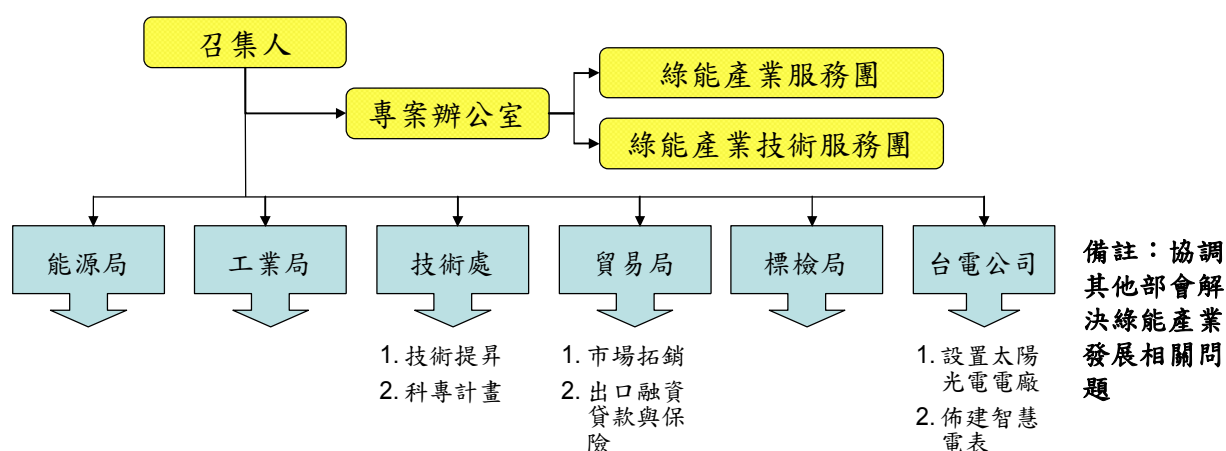 召集人
專案辦公室
綠能產業服務團
綠能產業技術服務團
能源局
工業局
技術處
貿易局
標檢局
台電公司
1. 技術提昇
2. 科專計畫
1. 市場拓銷
2. 出口融資
貸款與保
險
1. 設置太陽
光電電廠
2. 佈建智慧
電表
備註：協調
其他部會解
決綠能產業
發展相關問
題